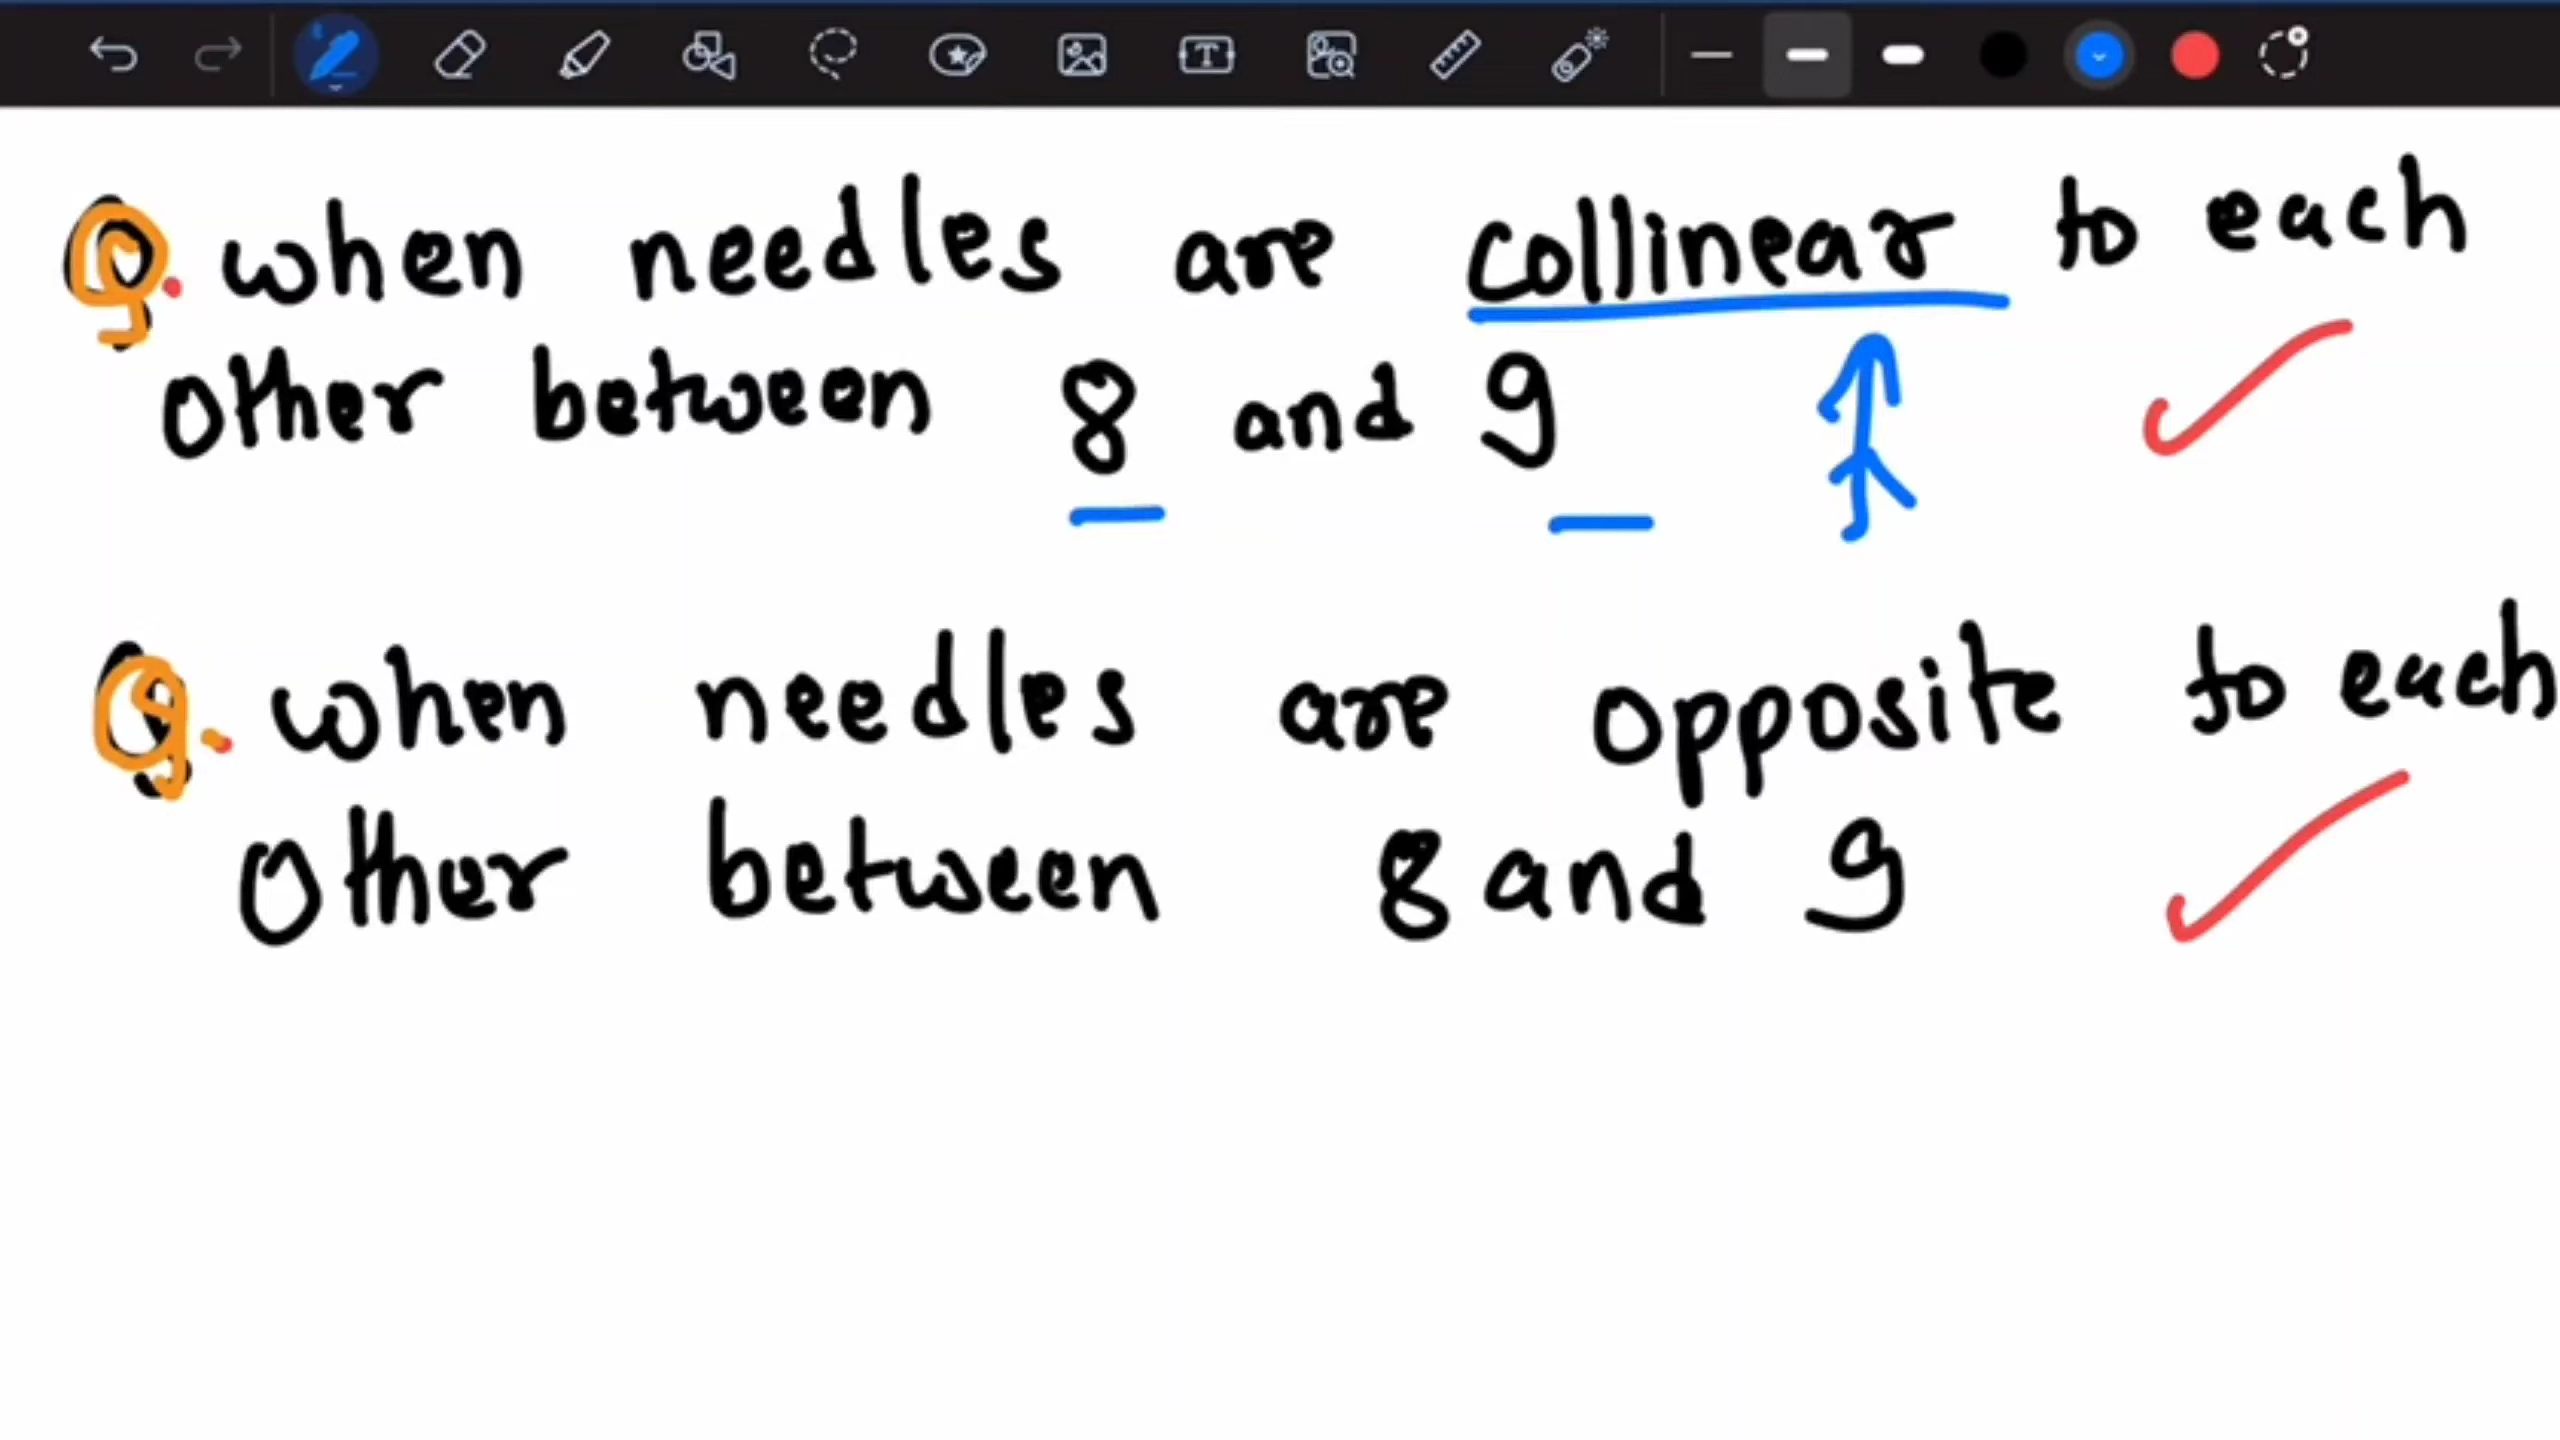 Q. when needles are collinear to each
Other between 8 and 9
Q. when needles are opposite to each
Other between 8 and 9